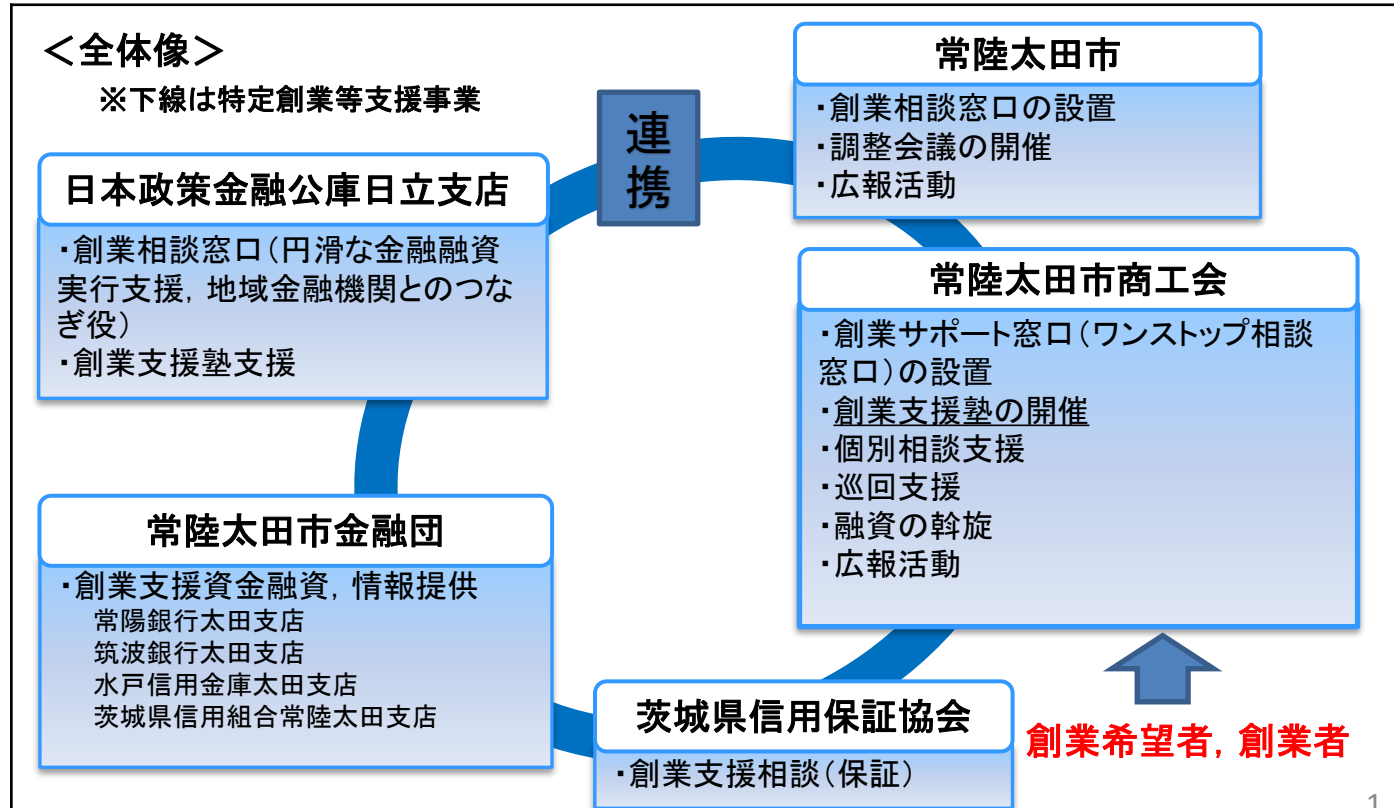 ＜全体像＞
※下線は特定創業等支援事業
連
携
常陸太田市
・創業相談窓口の設置
・調整会議の開催
・広報活動
日本政策金融公庫日立支店
・創業相談窓口（円滑な金融融資
実行支援，地域金融機関とのつな
ぎ役）
・創業支援塾支援
常陸太田市商工会
・創業サポート窓口（ワンストップ相談
窓口）の設置
・創業支援塾の開催
・個別相談支援
・巡回支援
・融資の斡旋
・広報活動
常陸太田市金融団
・創業支援資金融資，情報提供
常陽銀行太田支店
筑波銀行太田支店
水戸信用金庫太田支店
茨城県信用組合常陸太田支店
茨城県信用保証協会
・創業支援相談（保証）
創業希望者，創業者
1